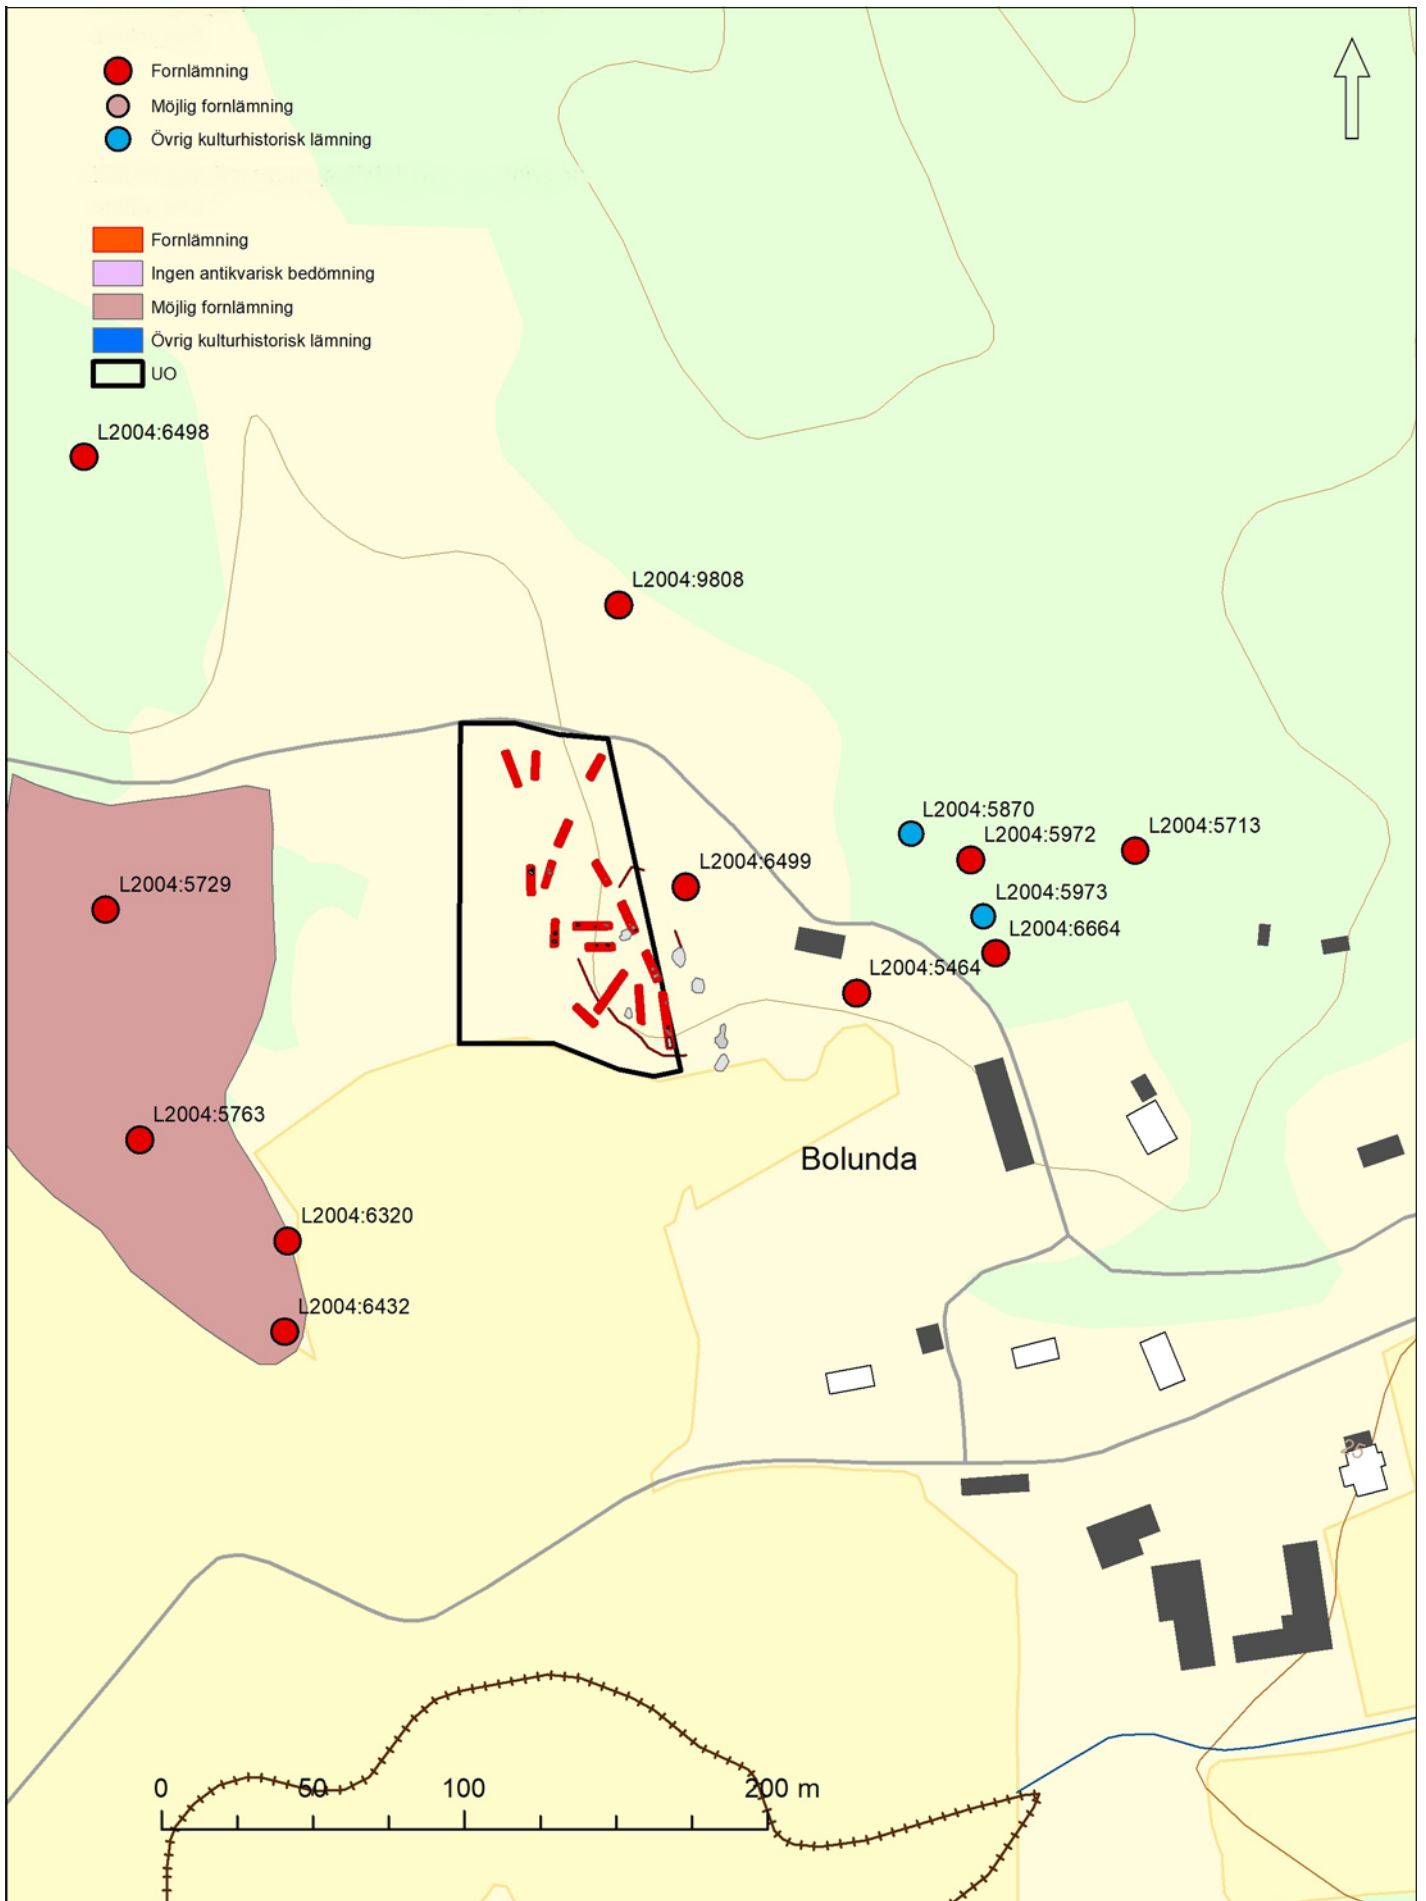 Fornlämning
Möjlig fornlämning
Övrig kulturhistorisk lämning
Fornlämning
Ingen antikvarisk bedömning
Möjlig fornlämning
Övrig kulturhistorisk lämning
UO
L2004:6498
L2004:9808
L2004:5870
L2004:5972
L2004:5713
L2004:6499
L2004:5729
L2004:5973
L2004:6664
L2004:5464
L2004:5763
Bolunda
L2004:6320
L2004:6432
25
0 50 100 200 m